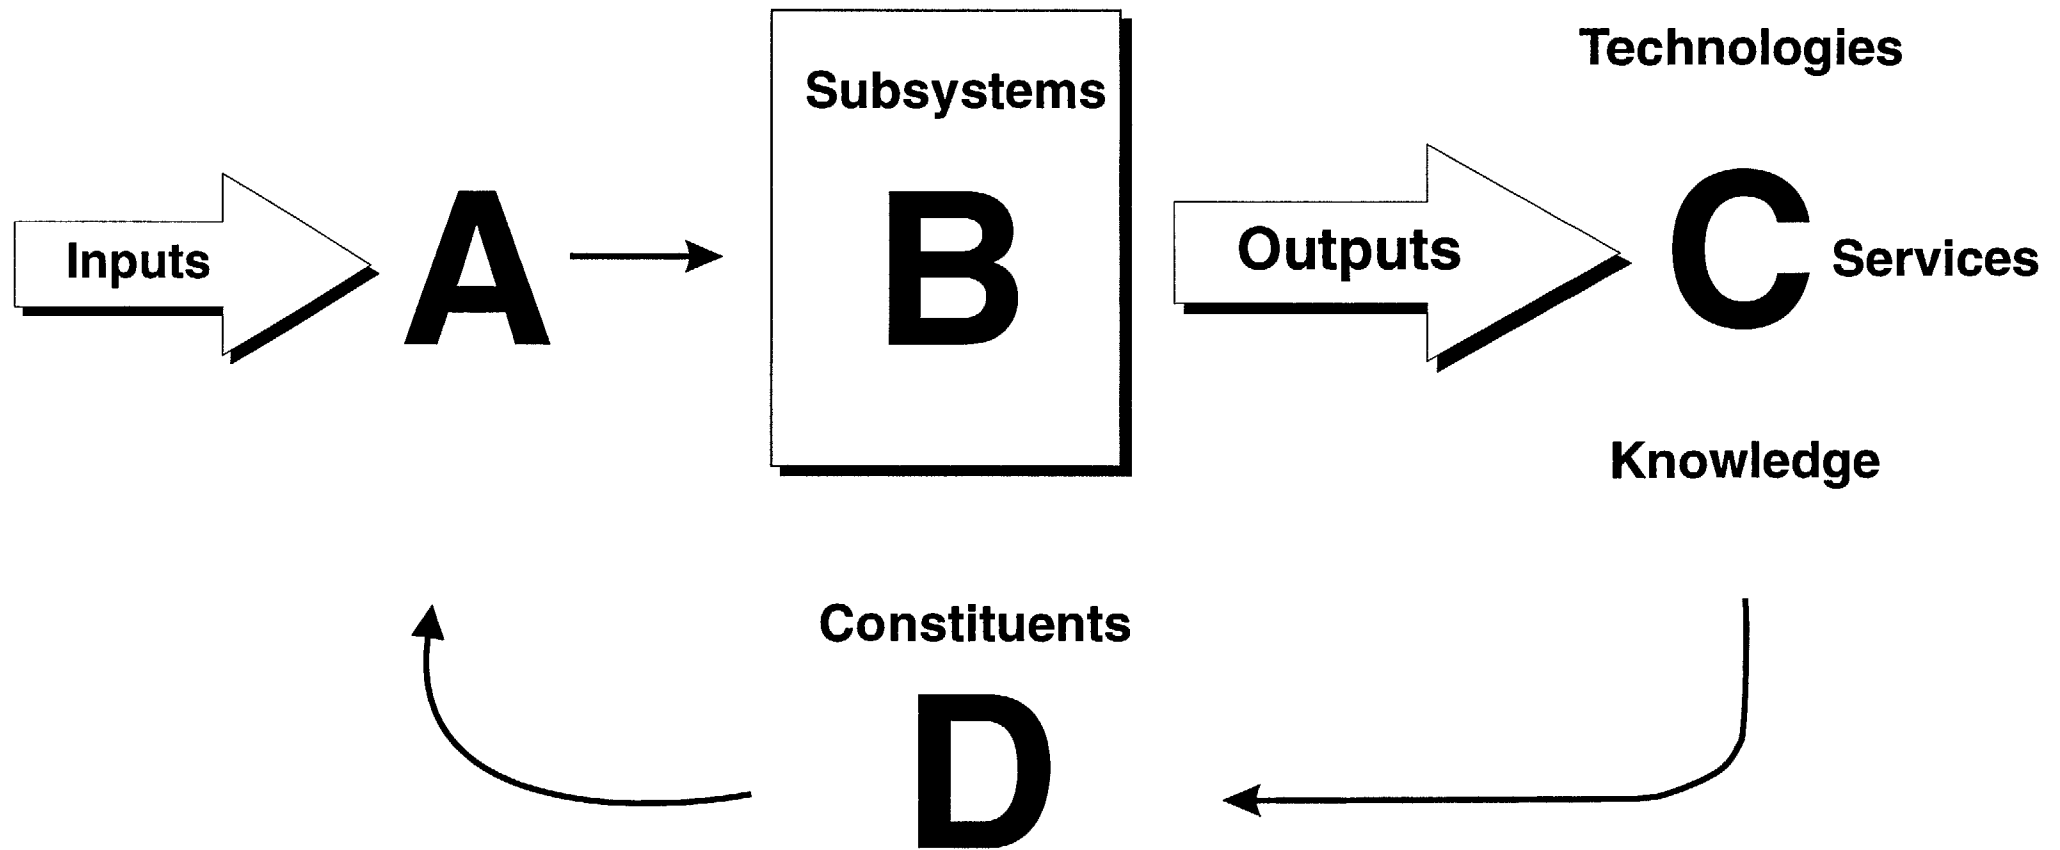 Technologies
Subsystems
Inputs
A
B
Outputs
C
Services
Knowledge
Constituents
D